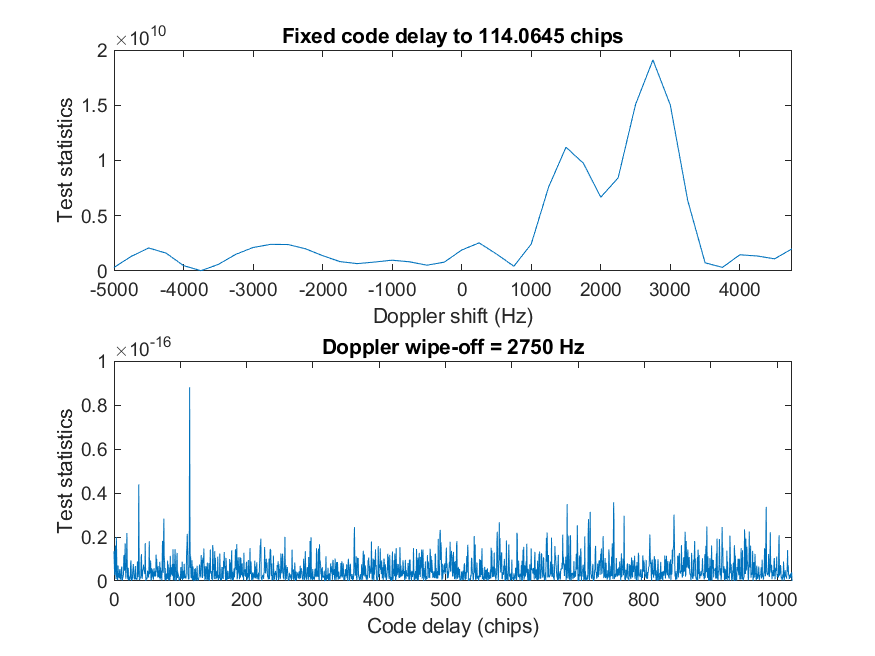 Fixed code delay to 114.0645 chips
×10^10
2
1.5
1
0.5
0
Test statistics
-5000 -4000 -3000 -2000 -1000 0 1000 2000 3000 4000
Doppler shift (Hz)
Doppler wipe-off = 2750 Hz
×10^-16
1
0.8
0.6
0.4
0.2
0
Test statistics
0 100 200 300 400 500 600 700 800 900 1000
Code delay (chips)